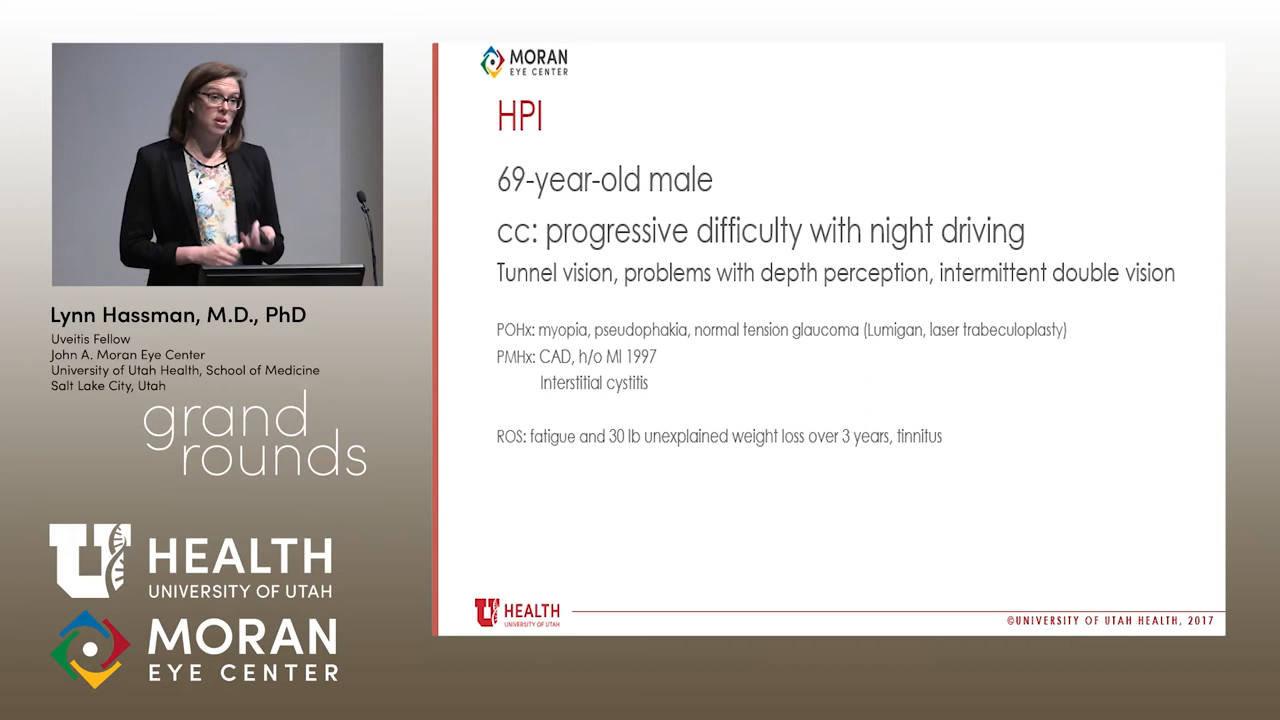 Lynn Hassman, M.D., PhD
Uveitis Fellow
John A. Moran Eye Center
University of Utah Health, School of Medicine
Salt Lake City, Utah
grand
rounds
U HEALTH
UNIVERSITY OF UTAH
MORAN
EYE CENTER
MORAN
EYE CENTER
HPI
69-year-old male
cc: progressive difficulty with night driving
Tunnel vision, problems with depth perception, intermittent double vision
POHx: myopia, pseudophakia, normal tension glaucoma (Lumigan, laser trabeculoplasty)
PMHx: CAD, h/o MI 1997
Interstitial cystitis
ROS: fatigue and 30 lb unexplained weight loss over 3 years, tinnitus
U HEALTH
UNIVERSITY OF UTAH
©UNIVERSITY OF UTAH HEALTH, 2017